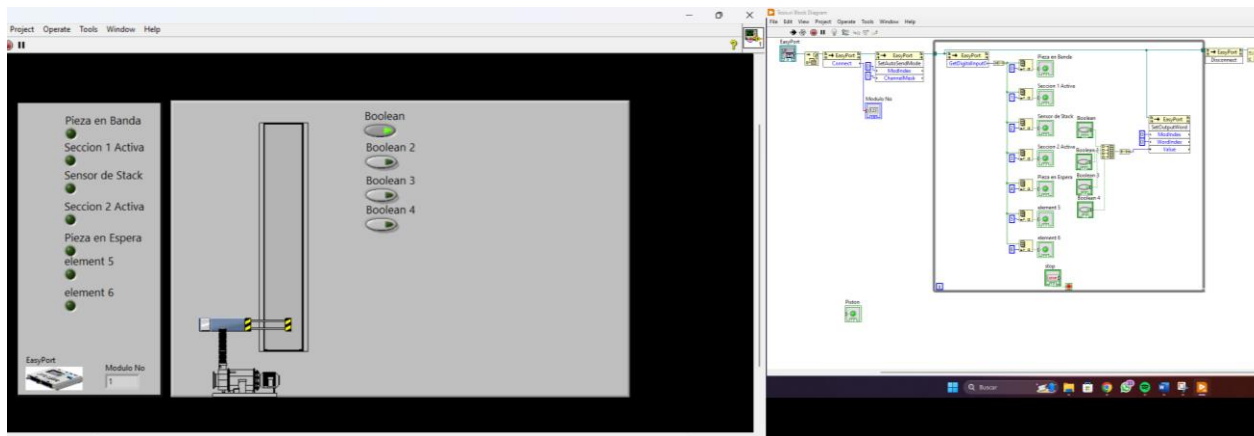 Project Operate Tools Window Help
Pieza en Banda
Seccion 1 Activa
Sensor de Stack
Seccion 2 Activa
Pieza en Espera
element 5
element 6
EasyPort
Modulo No
1
Boolean
Boolean 2
Boolean 3
Boolean 4
Block Diagram
File Edit View Project Operate Tools Window Help
EasyPort
EasyPort
Connect
EasyPort
SetAutoSendMode
ModIndex
ChannelMask
Modulo No
EasyPort
Pieza en Banda
Seccion 1 Activa
Sensor de Stack
Boolean
Seccion 2 Activa
Boolean 2
Pieza en Espera
Boolean 3
Boolean 4
element 5
element 6
stop
EasyPort
SetOutputWord
ModIndex
WordIndex
Value
EasyPort
Disconnect
Piston
Buscar